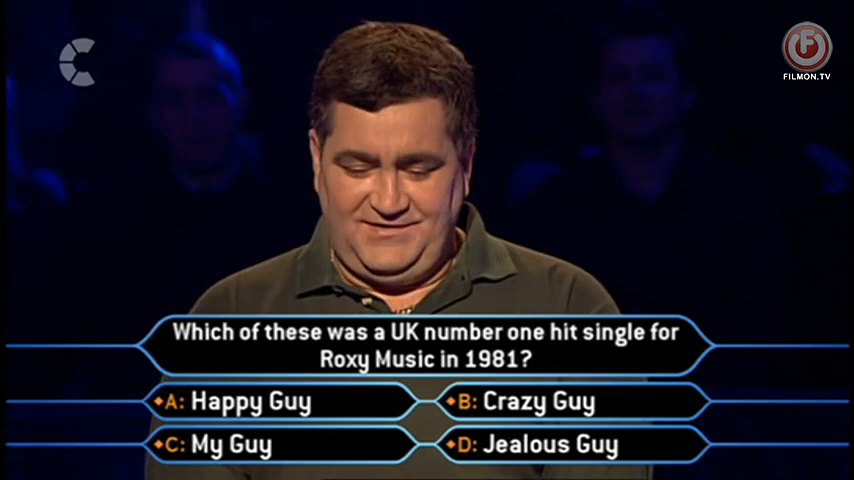 FILMON.TV
Which of these was a UK number one hit single for
Roxy Music in 1981?
A: Happy Guy
B: Crazy Guy
C: My Guy
D: Jealous Guy